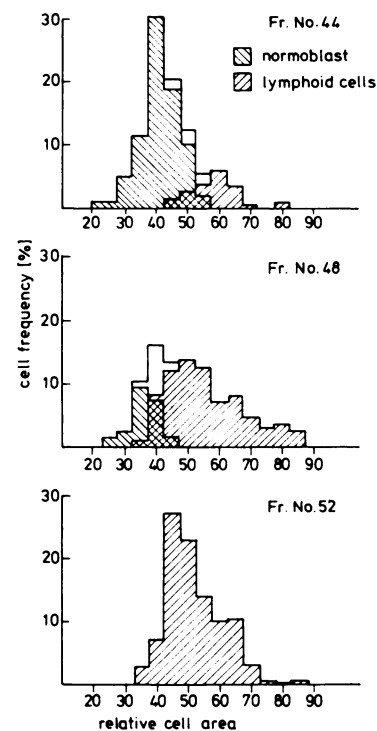 Fr. No. 44
normoblast
lymphoid cells
30
20
10
20 30 40 50 60 70 80 90
Fr. No. 48
30
20
10
20 30 40 50 60 70 80 90
cell frequency [%]
Fr. No. 52
30
20
10
20 30 40 50 60 70 80 90
relative cell area